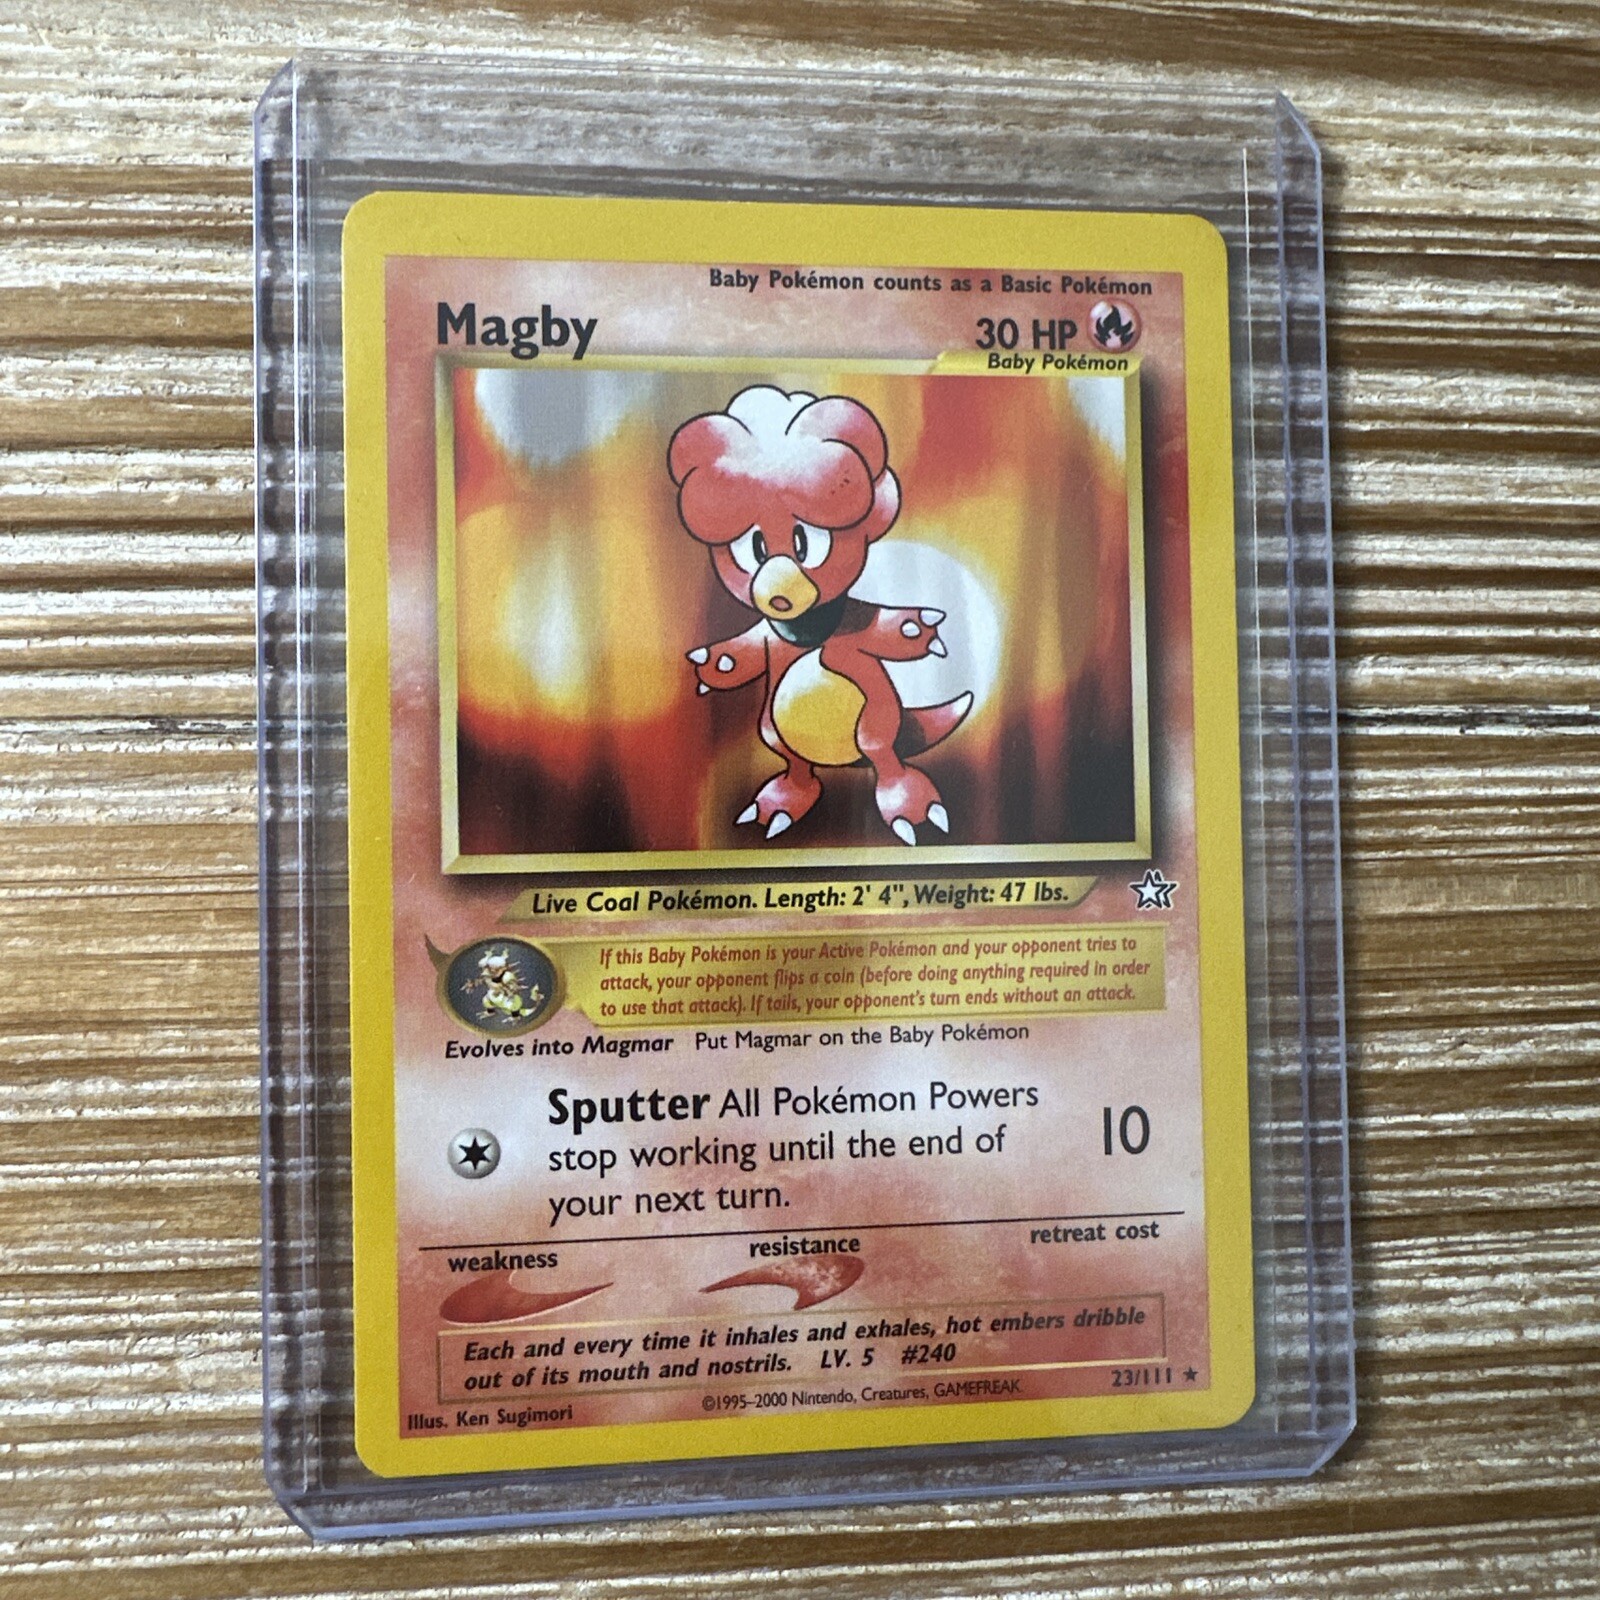 Baby Pokémon counts as a Basic Pokémon
Magby
30 HP
Baby Pokémon
Live Coal Pokémon. Length: 2' 4", Weight: 47 lbs.
If this Baby Pokémon is your Active Pokémon and your opponent tries to
attack, your opponent flips a coin (before doing anything required in order
to use that attack). If tails, your opponent's turn ends without an attack.
Evolves into Magmar Put Magmar on the Baby Pokémon
Sputter All Pokémon Powers
stop working until the end of
your next turn.
10
weakness
resistance
retreat cost
Each and every time it inhales and exhales, hot embers dribble
out of its mouth and nostrils. LV. 5 #240
Illus. Ken Sugimori
©1995–2000 Nintendo, Creatures, GAMEFREAK.
23/111 ★